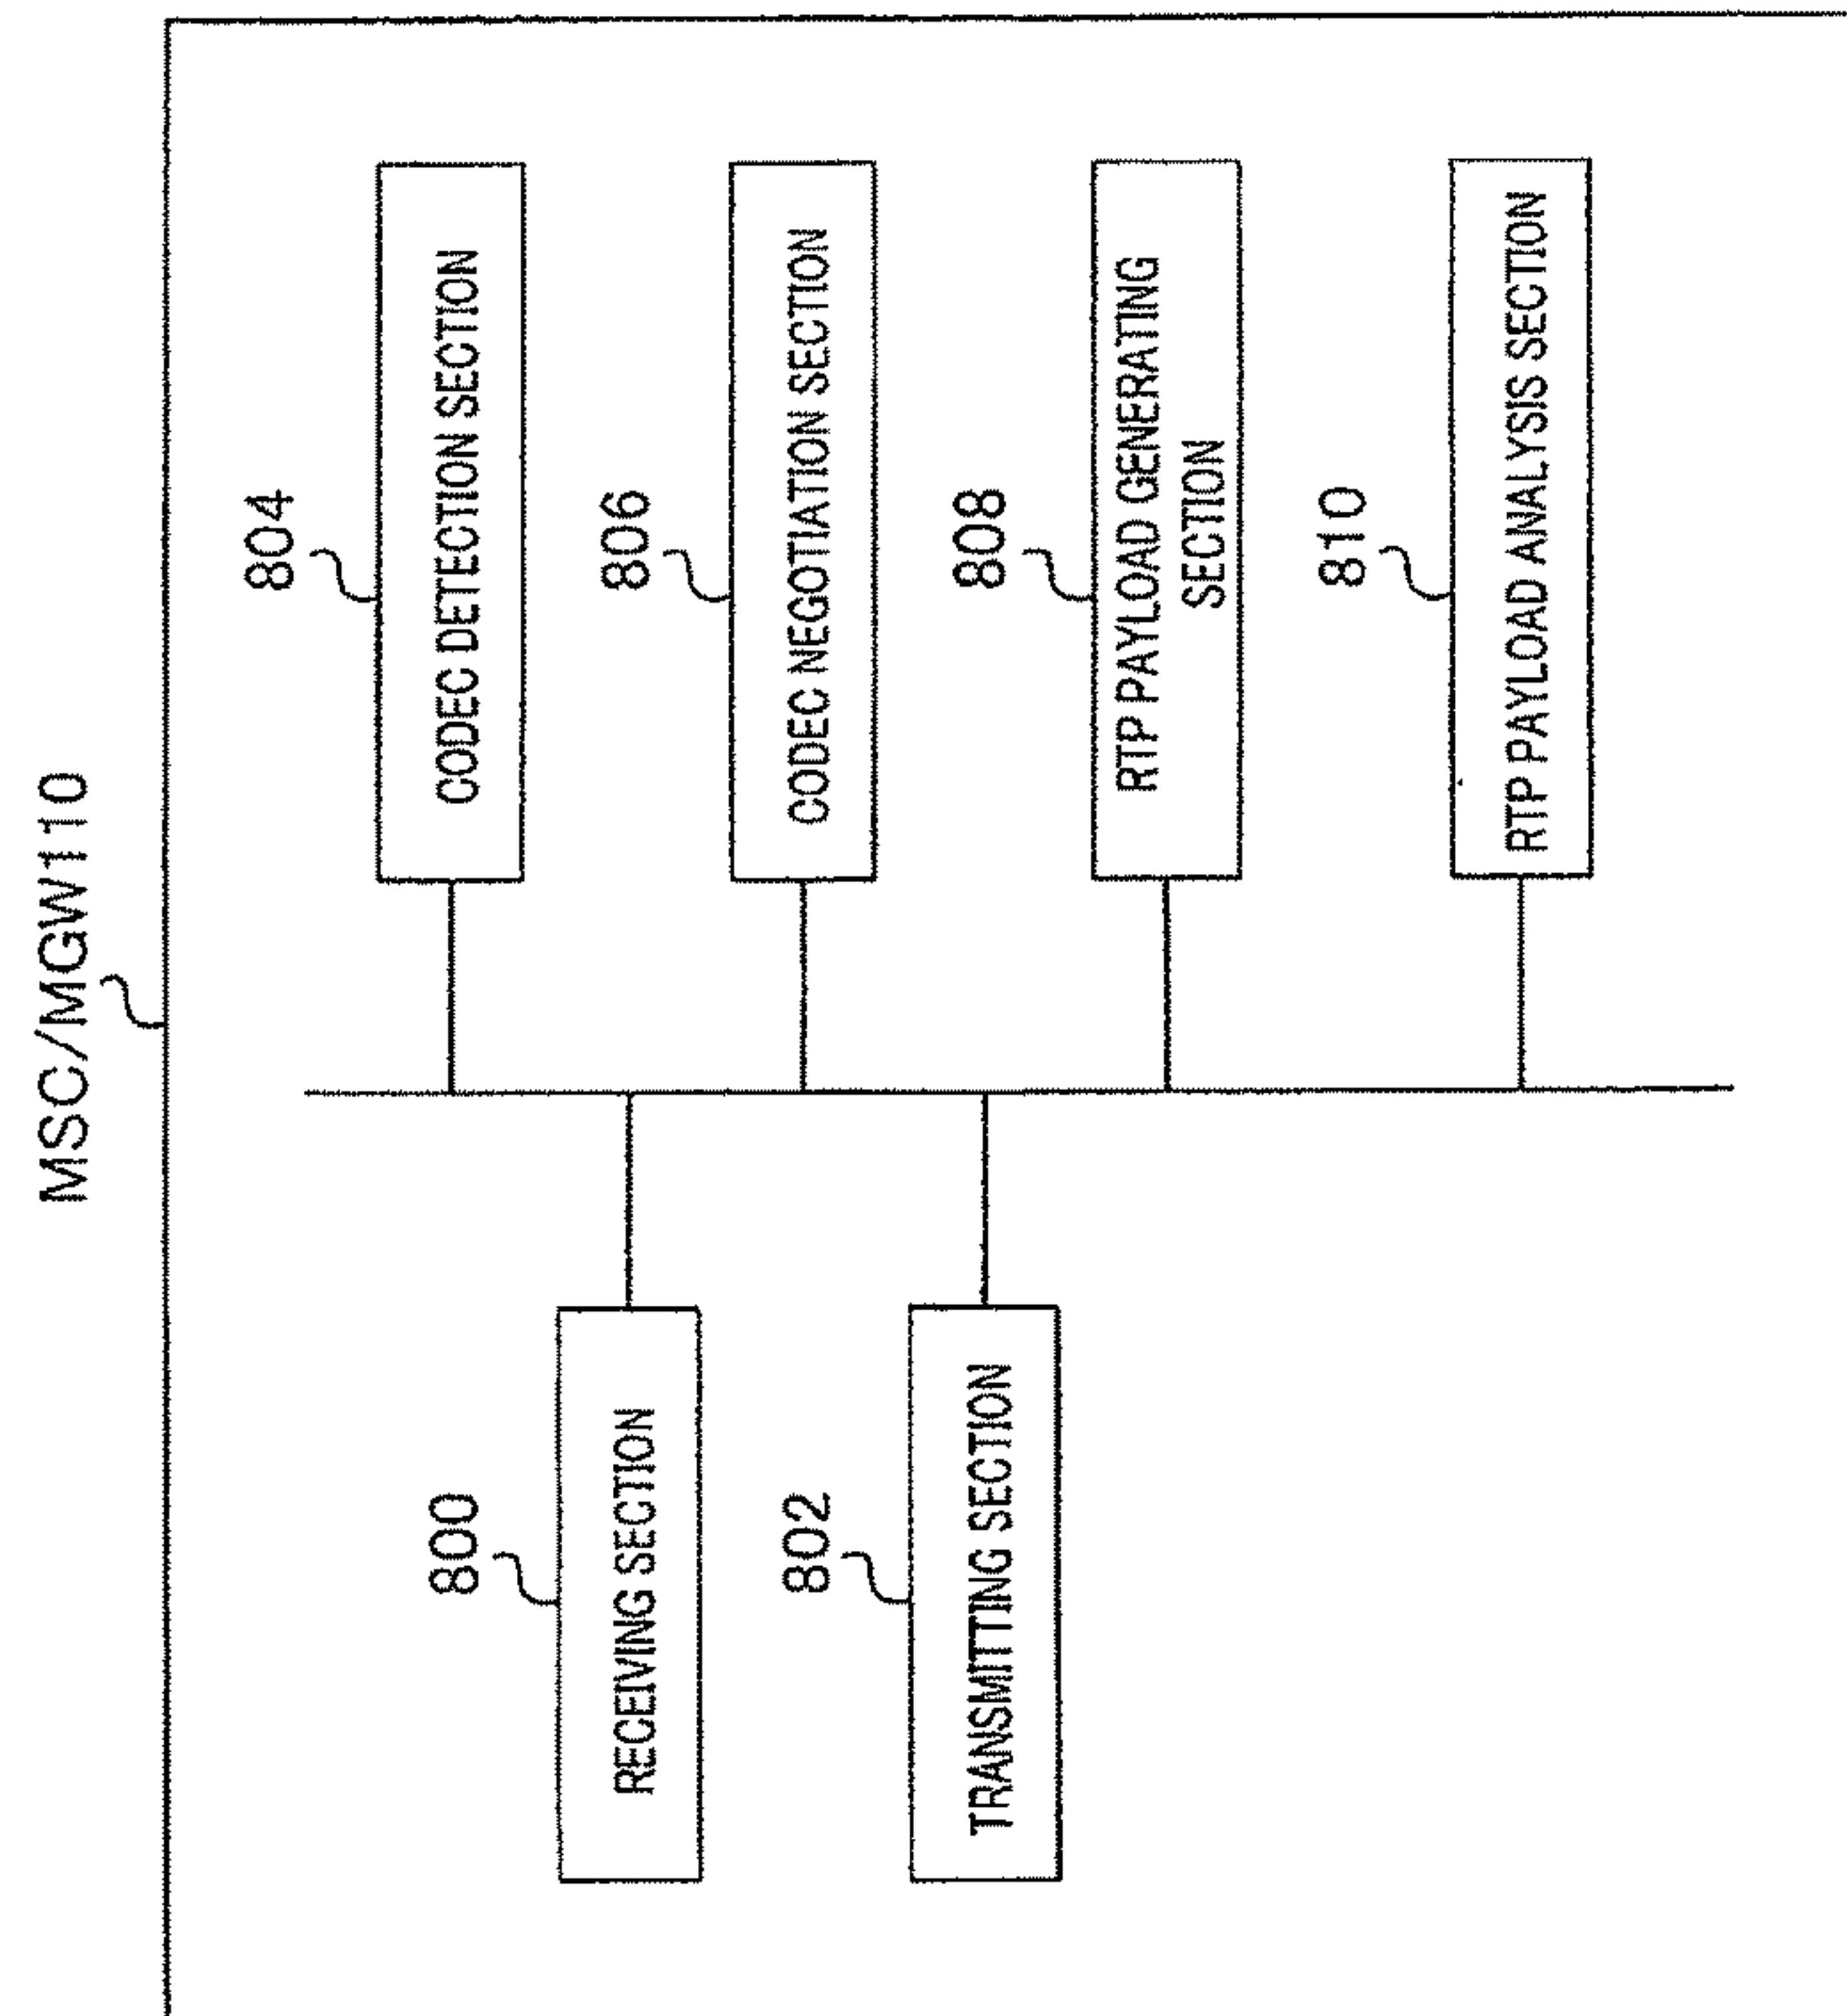 MSC/MGW110
804
CODEC DETECTION SECTION
800
RECEIVING SECTION
806
CODEC NEGOTIATION SECTION
802
TRANSMITTING SECTION
808
RTP PAYLOAD GENERATING
SECTION
810
RTP PAYLOAD ANALYSIS SECTION